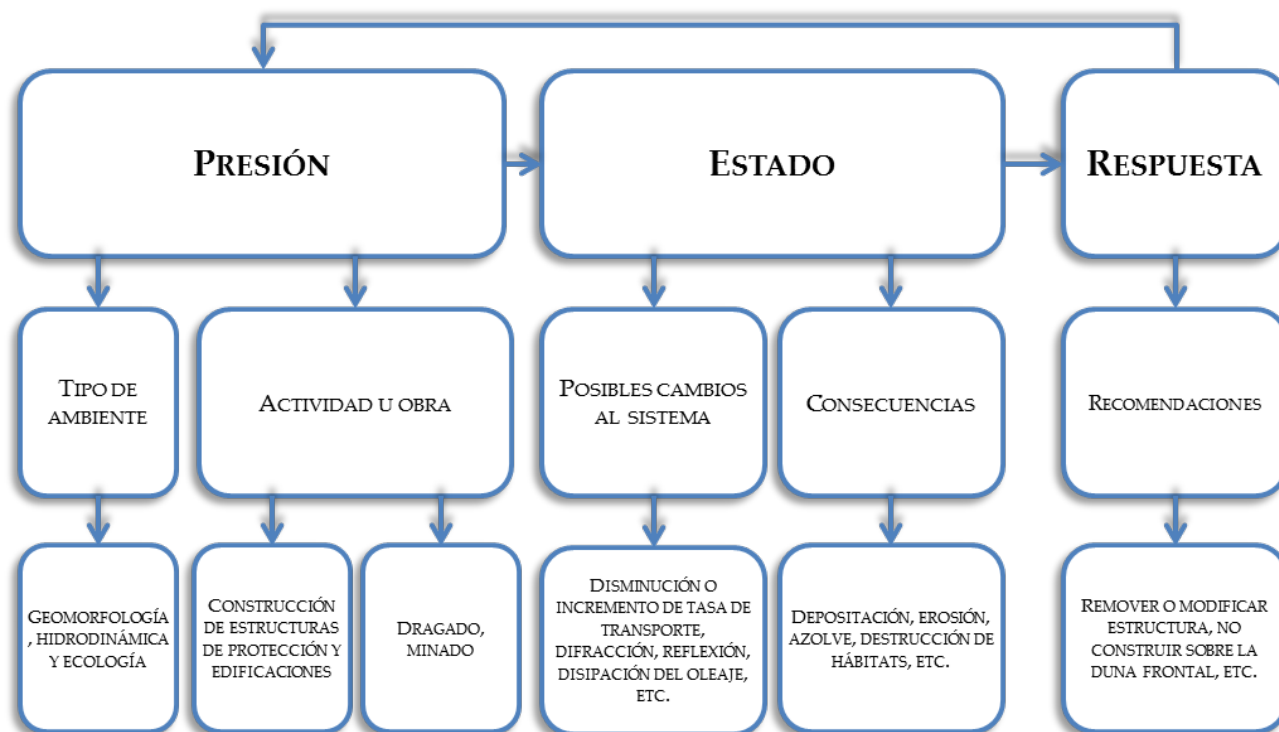 PRESIÓN
ESTADO
RESPUESTA
TIPO DE
AMBIENTE
ACTIVIDAD U OBRA
POSIBLES CAMBIOS
AL SISTEMA
CONSECUENCIAS
RECOMENDACIONES
GEOMORFOLOGÍA
, HIDRODINÁMICA
Y ECOLOGÍA
CONSTRUCCIÓN
DE ESTRUCTURAS
DE PROTECCIÓN Y
EDIFICACIONES
DRAGADO,
MINADO
DISMINUCIÓN O
INCREMENTO DE TASA DE
TRANSPORTE,
DIFRACCIÓN, REFLEXIÓN,
DISIPACIÓN DEL OLEAJE,
ETC.
DEPOSITACIÓN, EROSIÓN,
AZOLVE, DESTRUCCIÓN DE
HÁBITATS, ETC.
REMOVER O MODIFICAR
ESTRUCTURA, NO
CONSTRUIR SOBRE LA
DUNA FRONTAL, ETC.